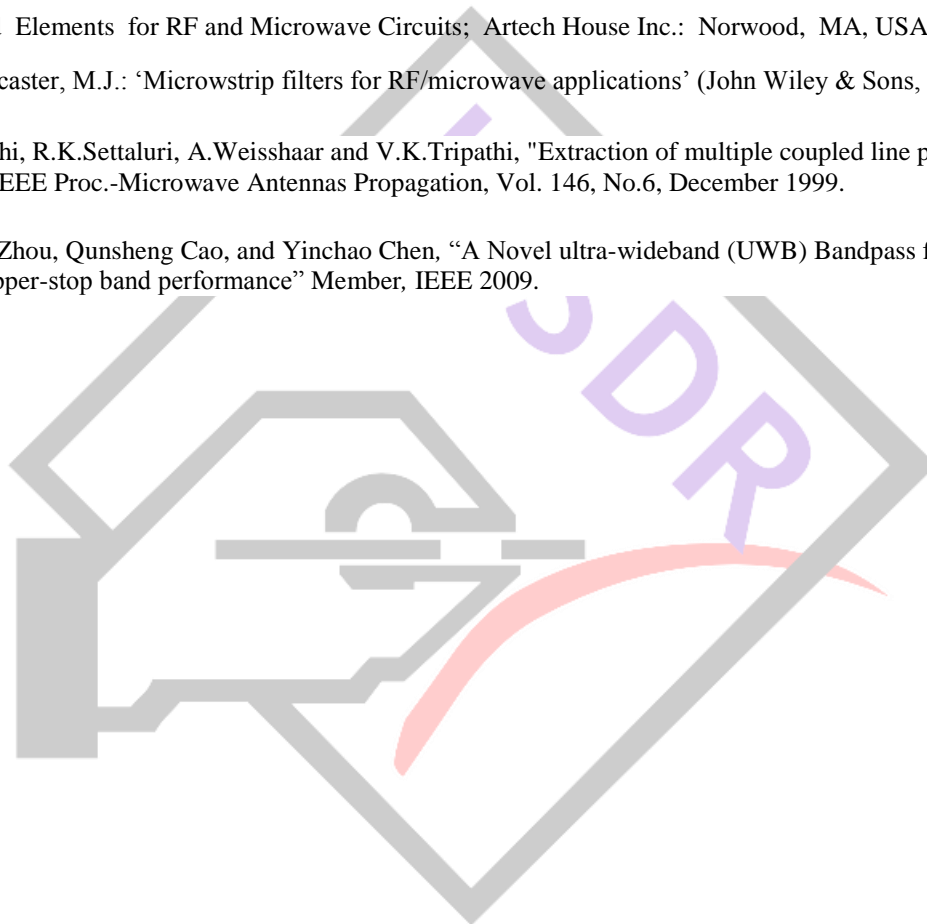 Elements for RF and Microwave Circuits; Artech House Inc.: Norwood, MA, USA
caster, M.J.: ‘Microwstrip filters for RF/microwave applications’ (John Wiley & Sons,
hi, R.K.Settaluri, A.Weisshaar and V.K.Tripathi, "Extraction of multiple coupled line p
EEE Proc.-Microwave Antennas Propagation, Vol. 146, No.6, December 1999.
Zhou, Qunsheng Cao, and Yinchao Chen, “A Novel ultra-wideband (UWB) Bandpass f
pper-stop band performance” Member, IEEE 2009.
SDR